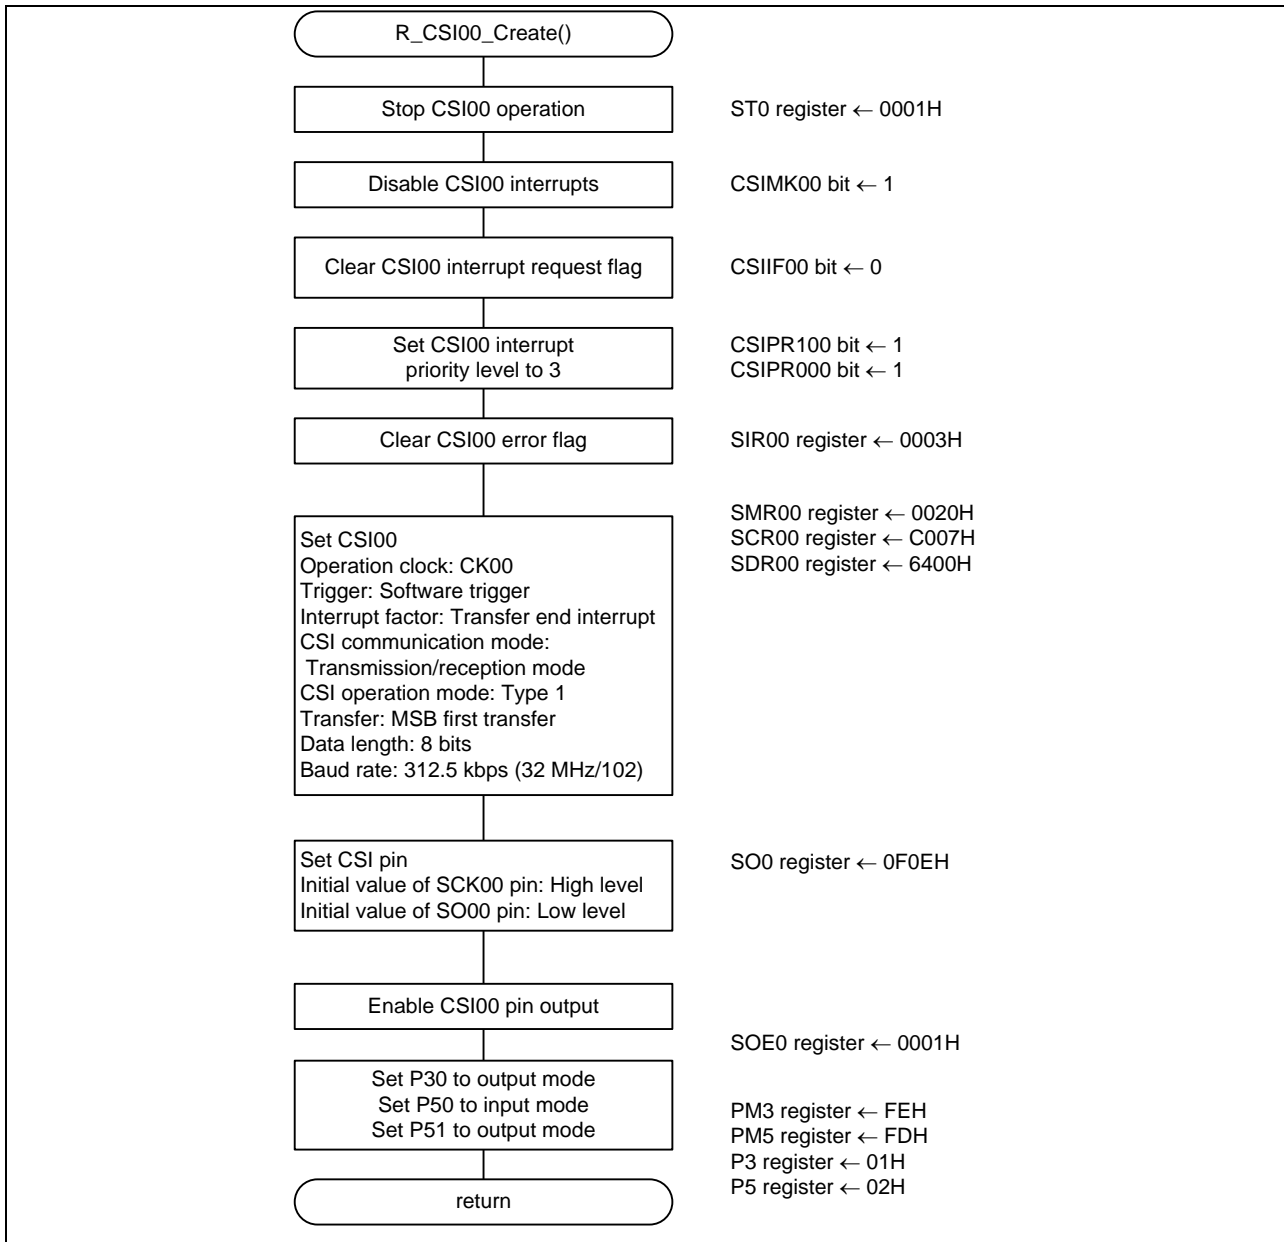 R_CSI00_Create()
Stop CSI00 operation
ST0 register ← 0001H
Disable CSI00 interrupts
CSIMK00 bit ← 1
Clear CSI00 interrupt request flag
CSIIF00 bit ← 0
Set CSI00 interrupt
priority level to 3
CSIPR100 bit ← 1
CSIPR000 bit ← 1
Clear CSI00 error flag
SIR00 register ← 0003H
Set CSI00
Operation clock: CK00
Trigger: Software trigger
Interrupt factor: Transfer end interrupt
CSI communication mode:
Transmission/reception mode
CSI operation mode: Type 1
Transfer: MSB first transfer
Data length: 8 bits
Baud rate: 312.5 kbps (32 MHz/102)
SMR00 register ← 0020H
SCR00 register ← C007H
SDR00 register ← 6400H
Set CSI pin
Initial value of SCK00 pin: High level
Initial value of SO00 pin: Low level
SO0 register ← 0F0EH
Enable CSI00 pin output
SOE0 register ← 0001H
Set P30 to output mode
Set P50 to input mode
Set P51 to output mode
PM3 register ← FEH
PM5 register ← FDH
P3 register ← 01H
P5 register ← 02H
return